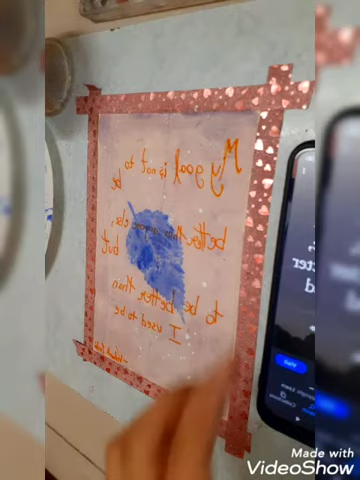 My goal is not to
be
better than anyone else,
but
to be better than
I used to be
Made with
VideoShow